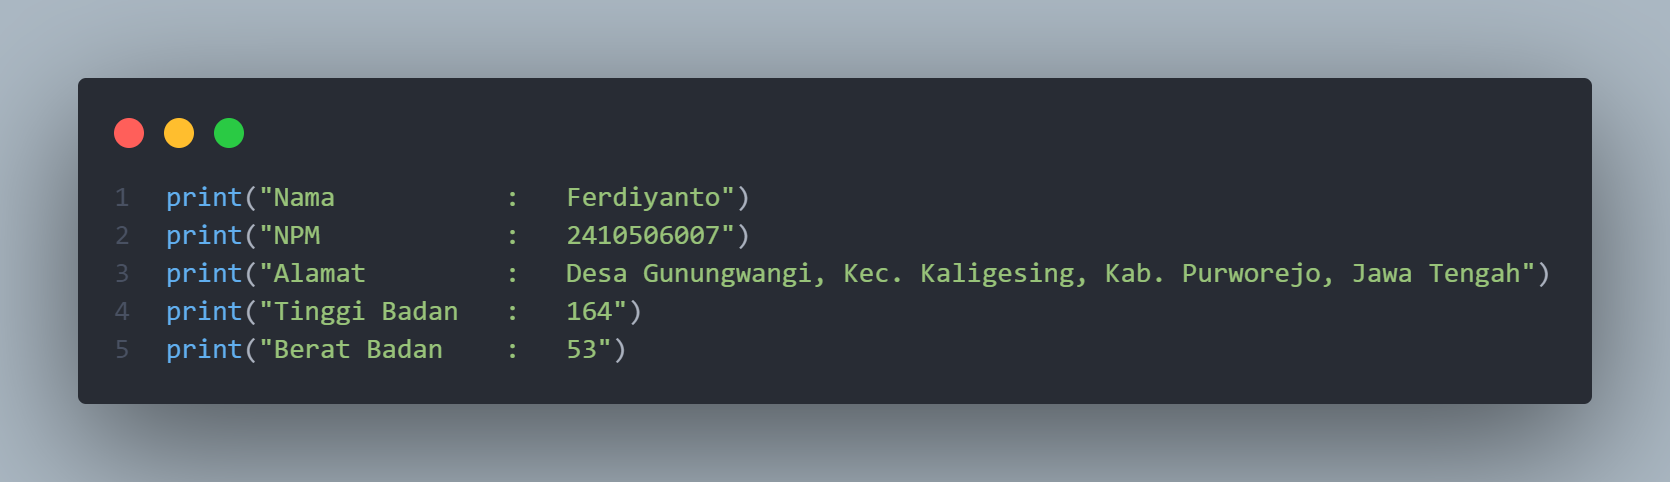 1 print("Nama           :   Ferdiyanto")
2 print("NPM            :   2410506007")
3 print("Alamat         :   Desa Gunungwangi, Kec. Kaligesing, Kab. Purworejo, Jawa Tengah")
4 print("Tinggi Badan   :   164")
5 print("Berat Badan    :   53")